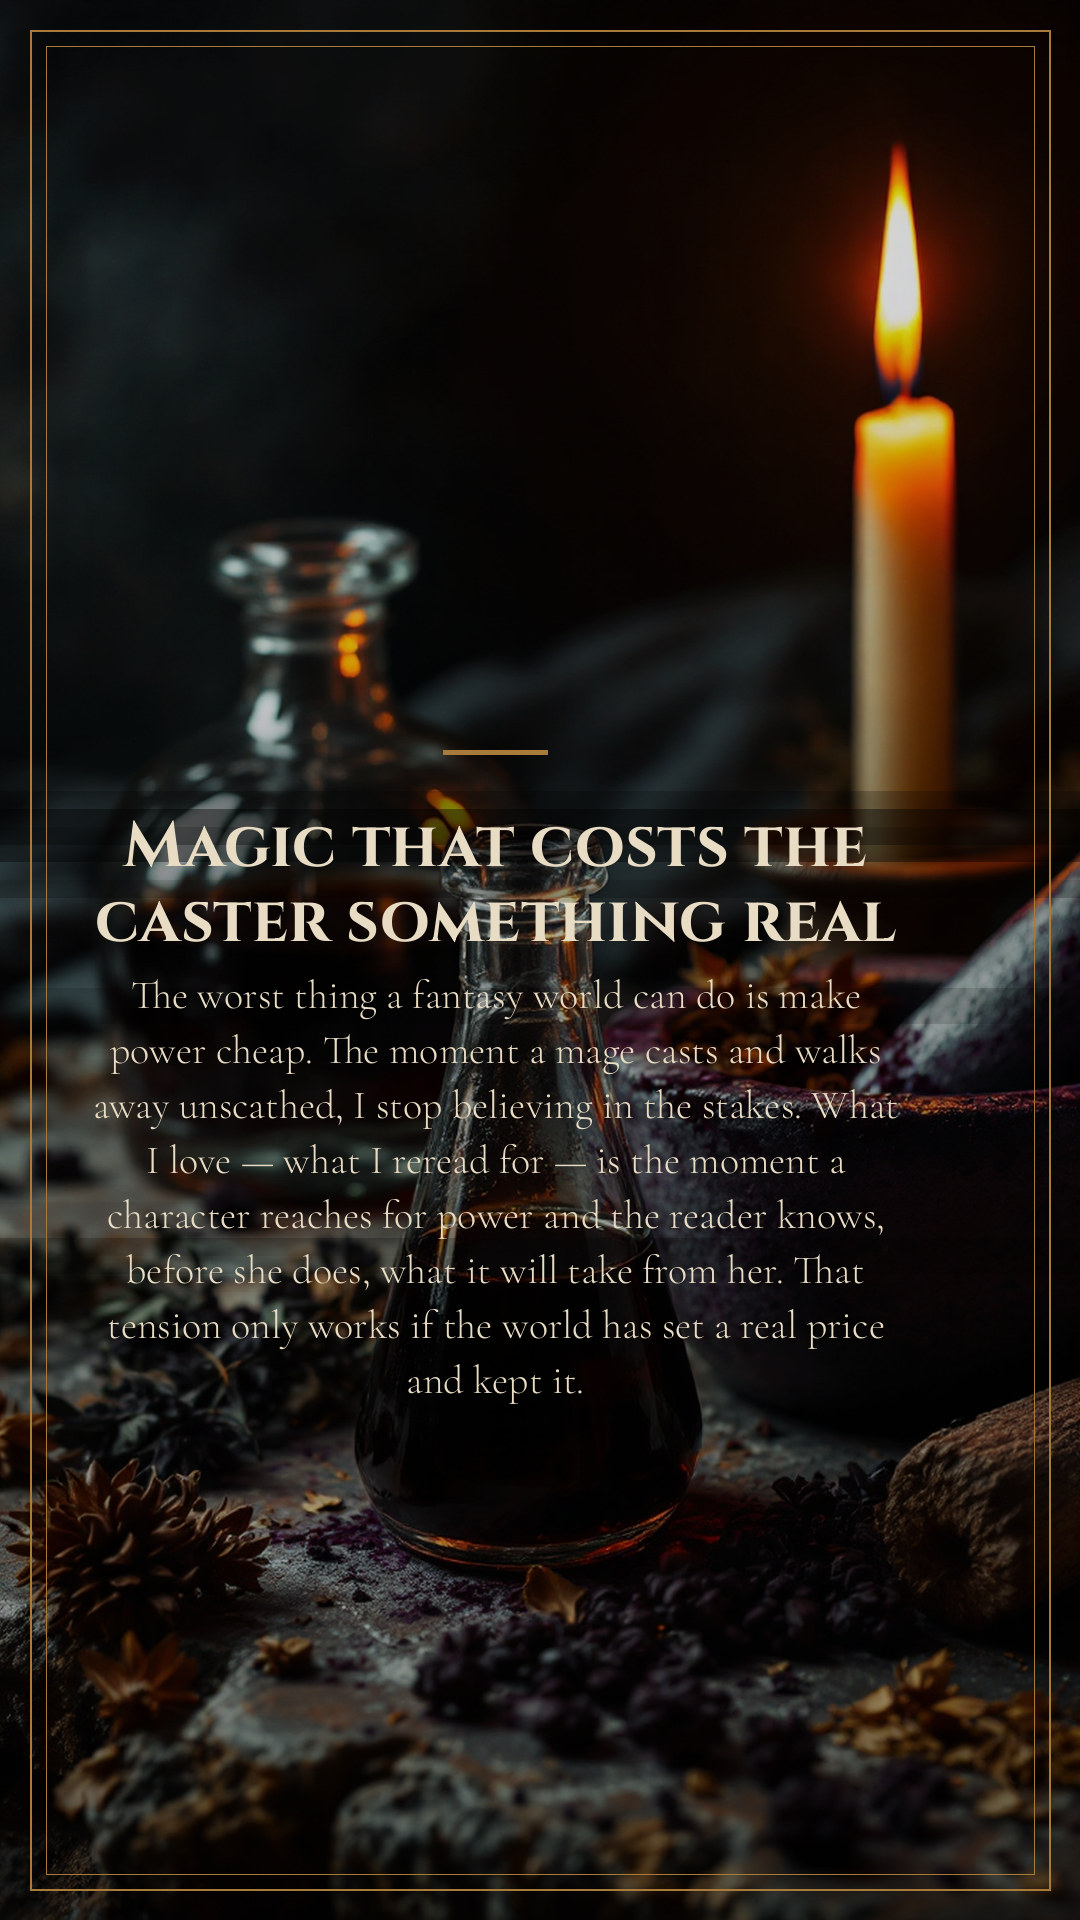 Magic that costs the
caster something real
The worst thing a fantasy world can do is make
power cheap. The moment a mage casts and walks
away unscathed, I stop believing in the stakes. What
I love — what I reread for — is the moment a
character reaches for power and the reader knows,
before she does, what it will take from her. That
tension only works if the world has set a real price
and kept it.